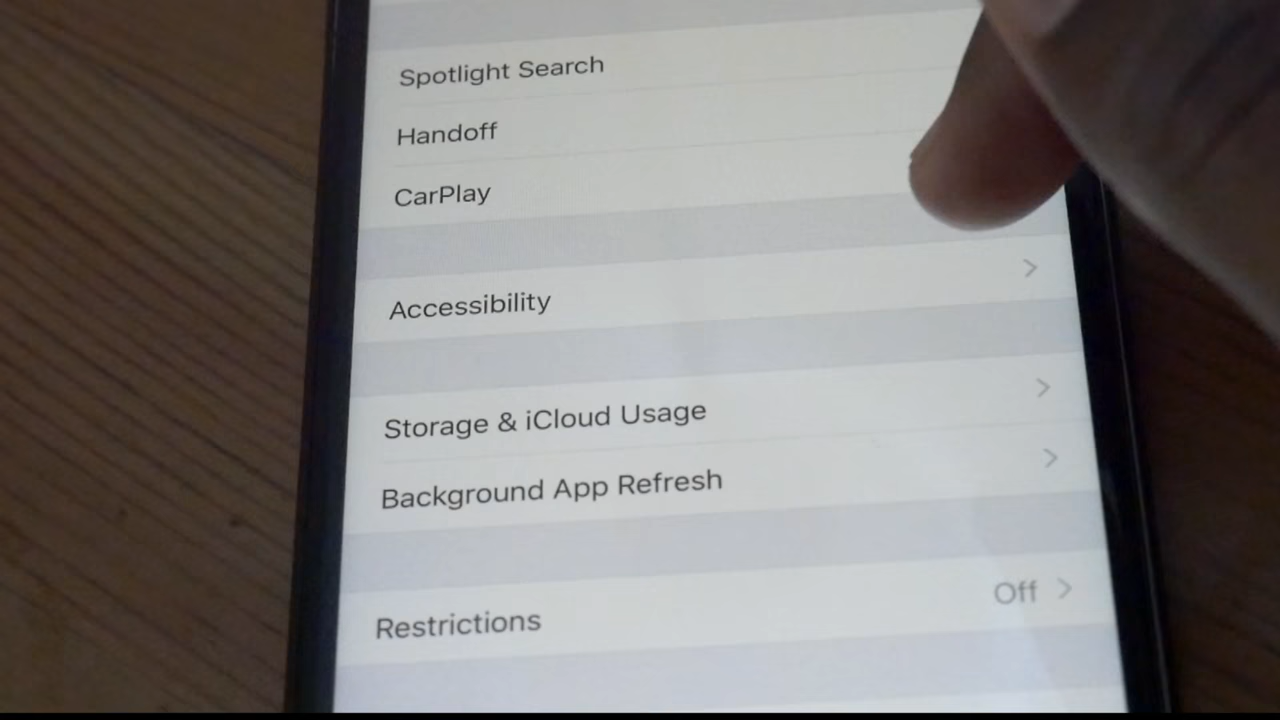 Spotlight Search
Handoff
CarPlay
Accessibility
Storage & iCloud Usage
Background App Refresh
Restrictions Off